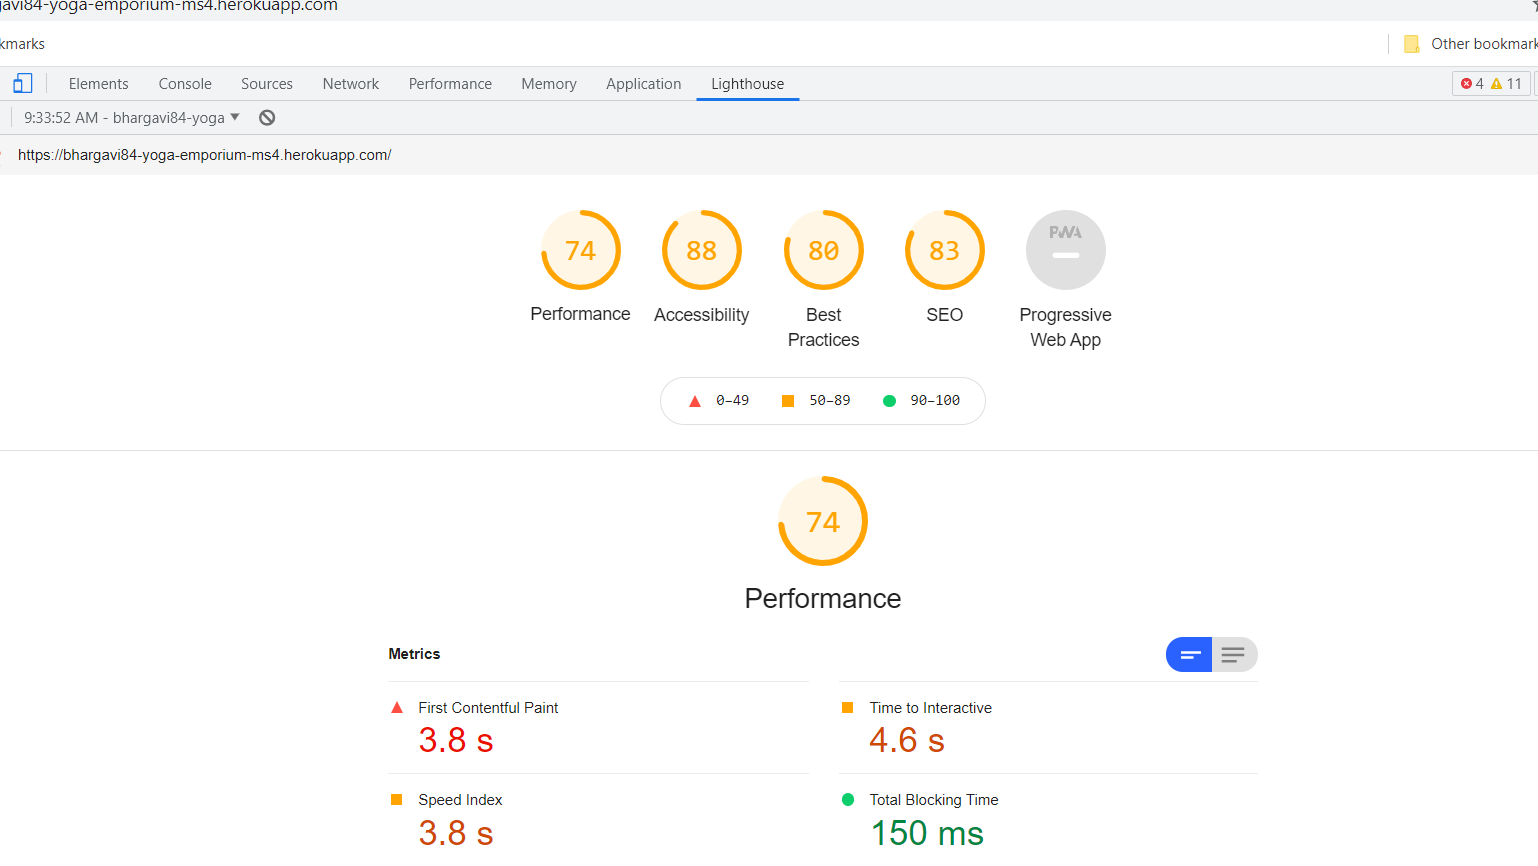 gavi84-yoga-emporium-ms4.herokuapp.com
kmarks Other bookmark
Elements Console Sources Network Performance Memory Application Lighthouse 4 11
9:33:52 AM - bhargavi84-yoga
https://bhargavi84-yoga-emporium-ms4.herokuapp.com/
74 88 80 83 PWA
Performance Accessibility Best Practices SEO Progressive Web App
0–49 50–89 90–100
74
Performance
Metrics
First Contentful Paint Time to Interactive
3.8 s 4.6 s
Speed Index Total Blocking Time
3.8 s 150 ms